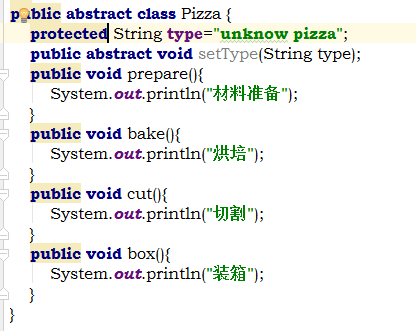 public abstract class Pizza {
protected String type="unknow pizza";
public abstract void setType(String type);
public void prepare(){
System.out.println("材料准备");
}
public void bake(){
System.out.println("烘培");
}
public void cut(){
System.out.println("切割");
}
public void box(){
System.out.println("装箱");
}
}